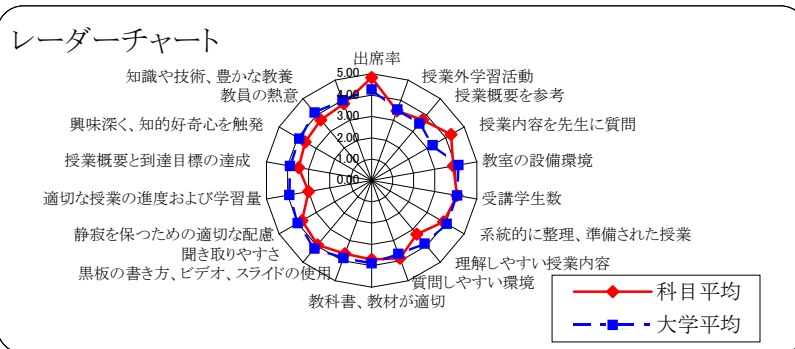 レーダーチャート
出席率
授業外学習活動
授業概要を参考
授業内容を先生に質問
教室の設備環境
受講学生数
系統的に整理、準備された授業
理解しやすい授業内容
質問しやすい環境
教科書、教材が適切
黒板の書き方、ビデオ、スライドの使用
聞き取りやすさ
静寂を保つための適切な配慮
適切な授業の進度および学習量
授業概要と到達目標の達成
興味深く、知的好奇心を触発
教員の熱意
知識や技術、豊かな教養
5.00
4.00
3.00
2.00
1.00
0.00
科目平均
大学平均